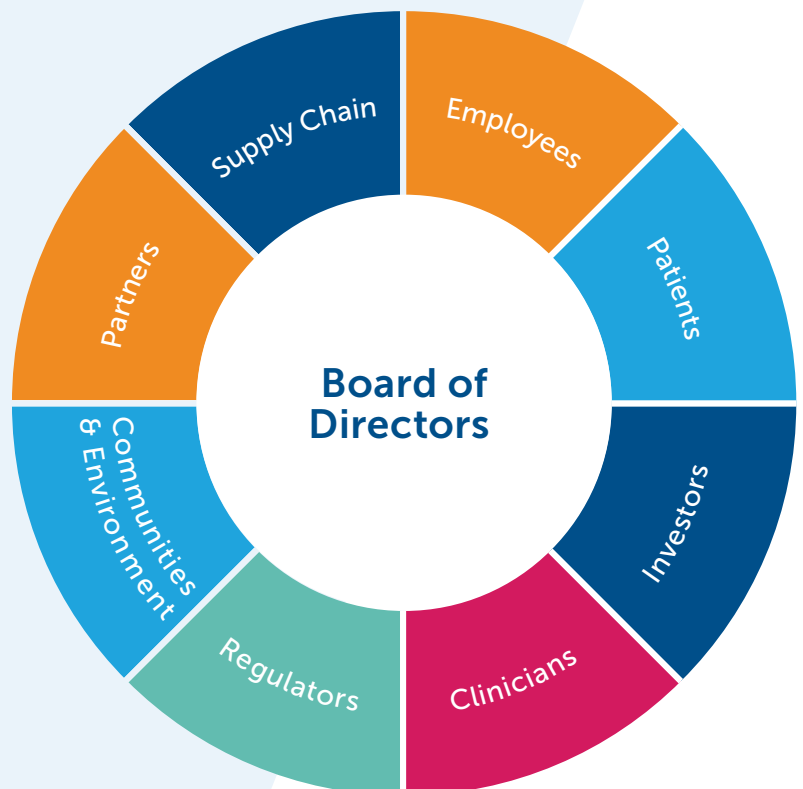 Supply Chain
Employees
Patients
Investors
Clinicians
Regulators
Communities
& Environment
Partners
Board of
Directors